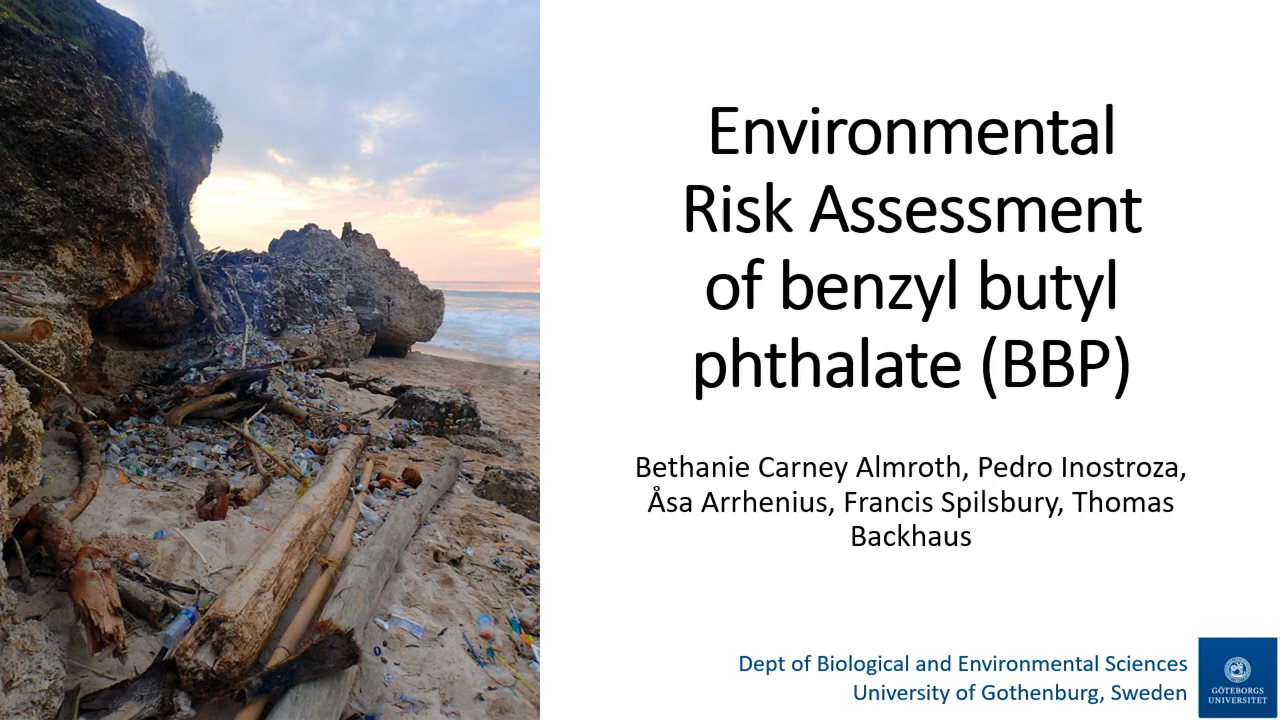 Environmental
Risk Assessment
of benzyl butyl
phthalate (BBP)
Bethanie Carney Almroth, Pedro Inostroza,
Åsa Arrhenius, Francis Spilsbury, Thomas
Backhaus
Dept of Biological and Environmental Sciences
University of Gothenburg, Sweden
GÖTEBORGS
UNIVERSITET